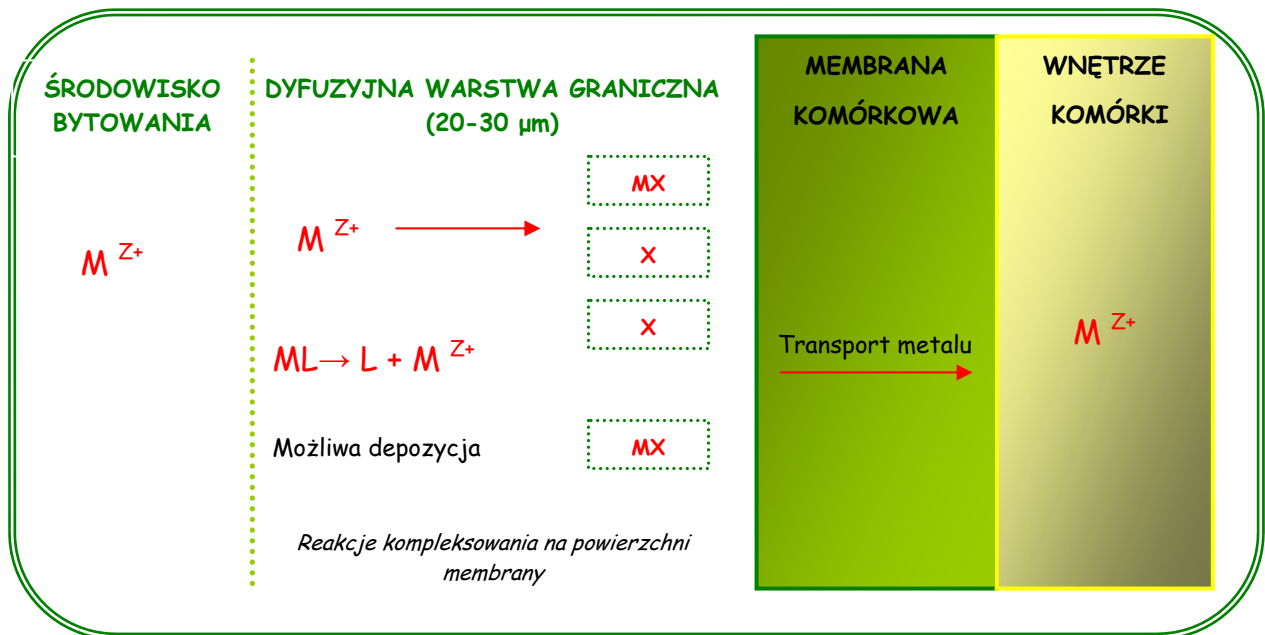 ŚRODOWISKO
BYTOWANIA
M Z+
DYFUZYJNA WARSTWA GRANICZNA
(20-30 µm)
M Z+
MX
X
X
ML→ L + M Z+
Możliwa depozycja
MX
Reakcje kompleksowania na powierzchni
membrany
MEMBRANA
KOMÓRKOWA
Transport metalu
WNĘTRZE
KOMÓRKI
M Z+